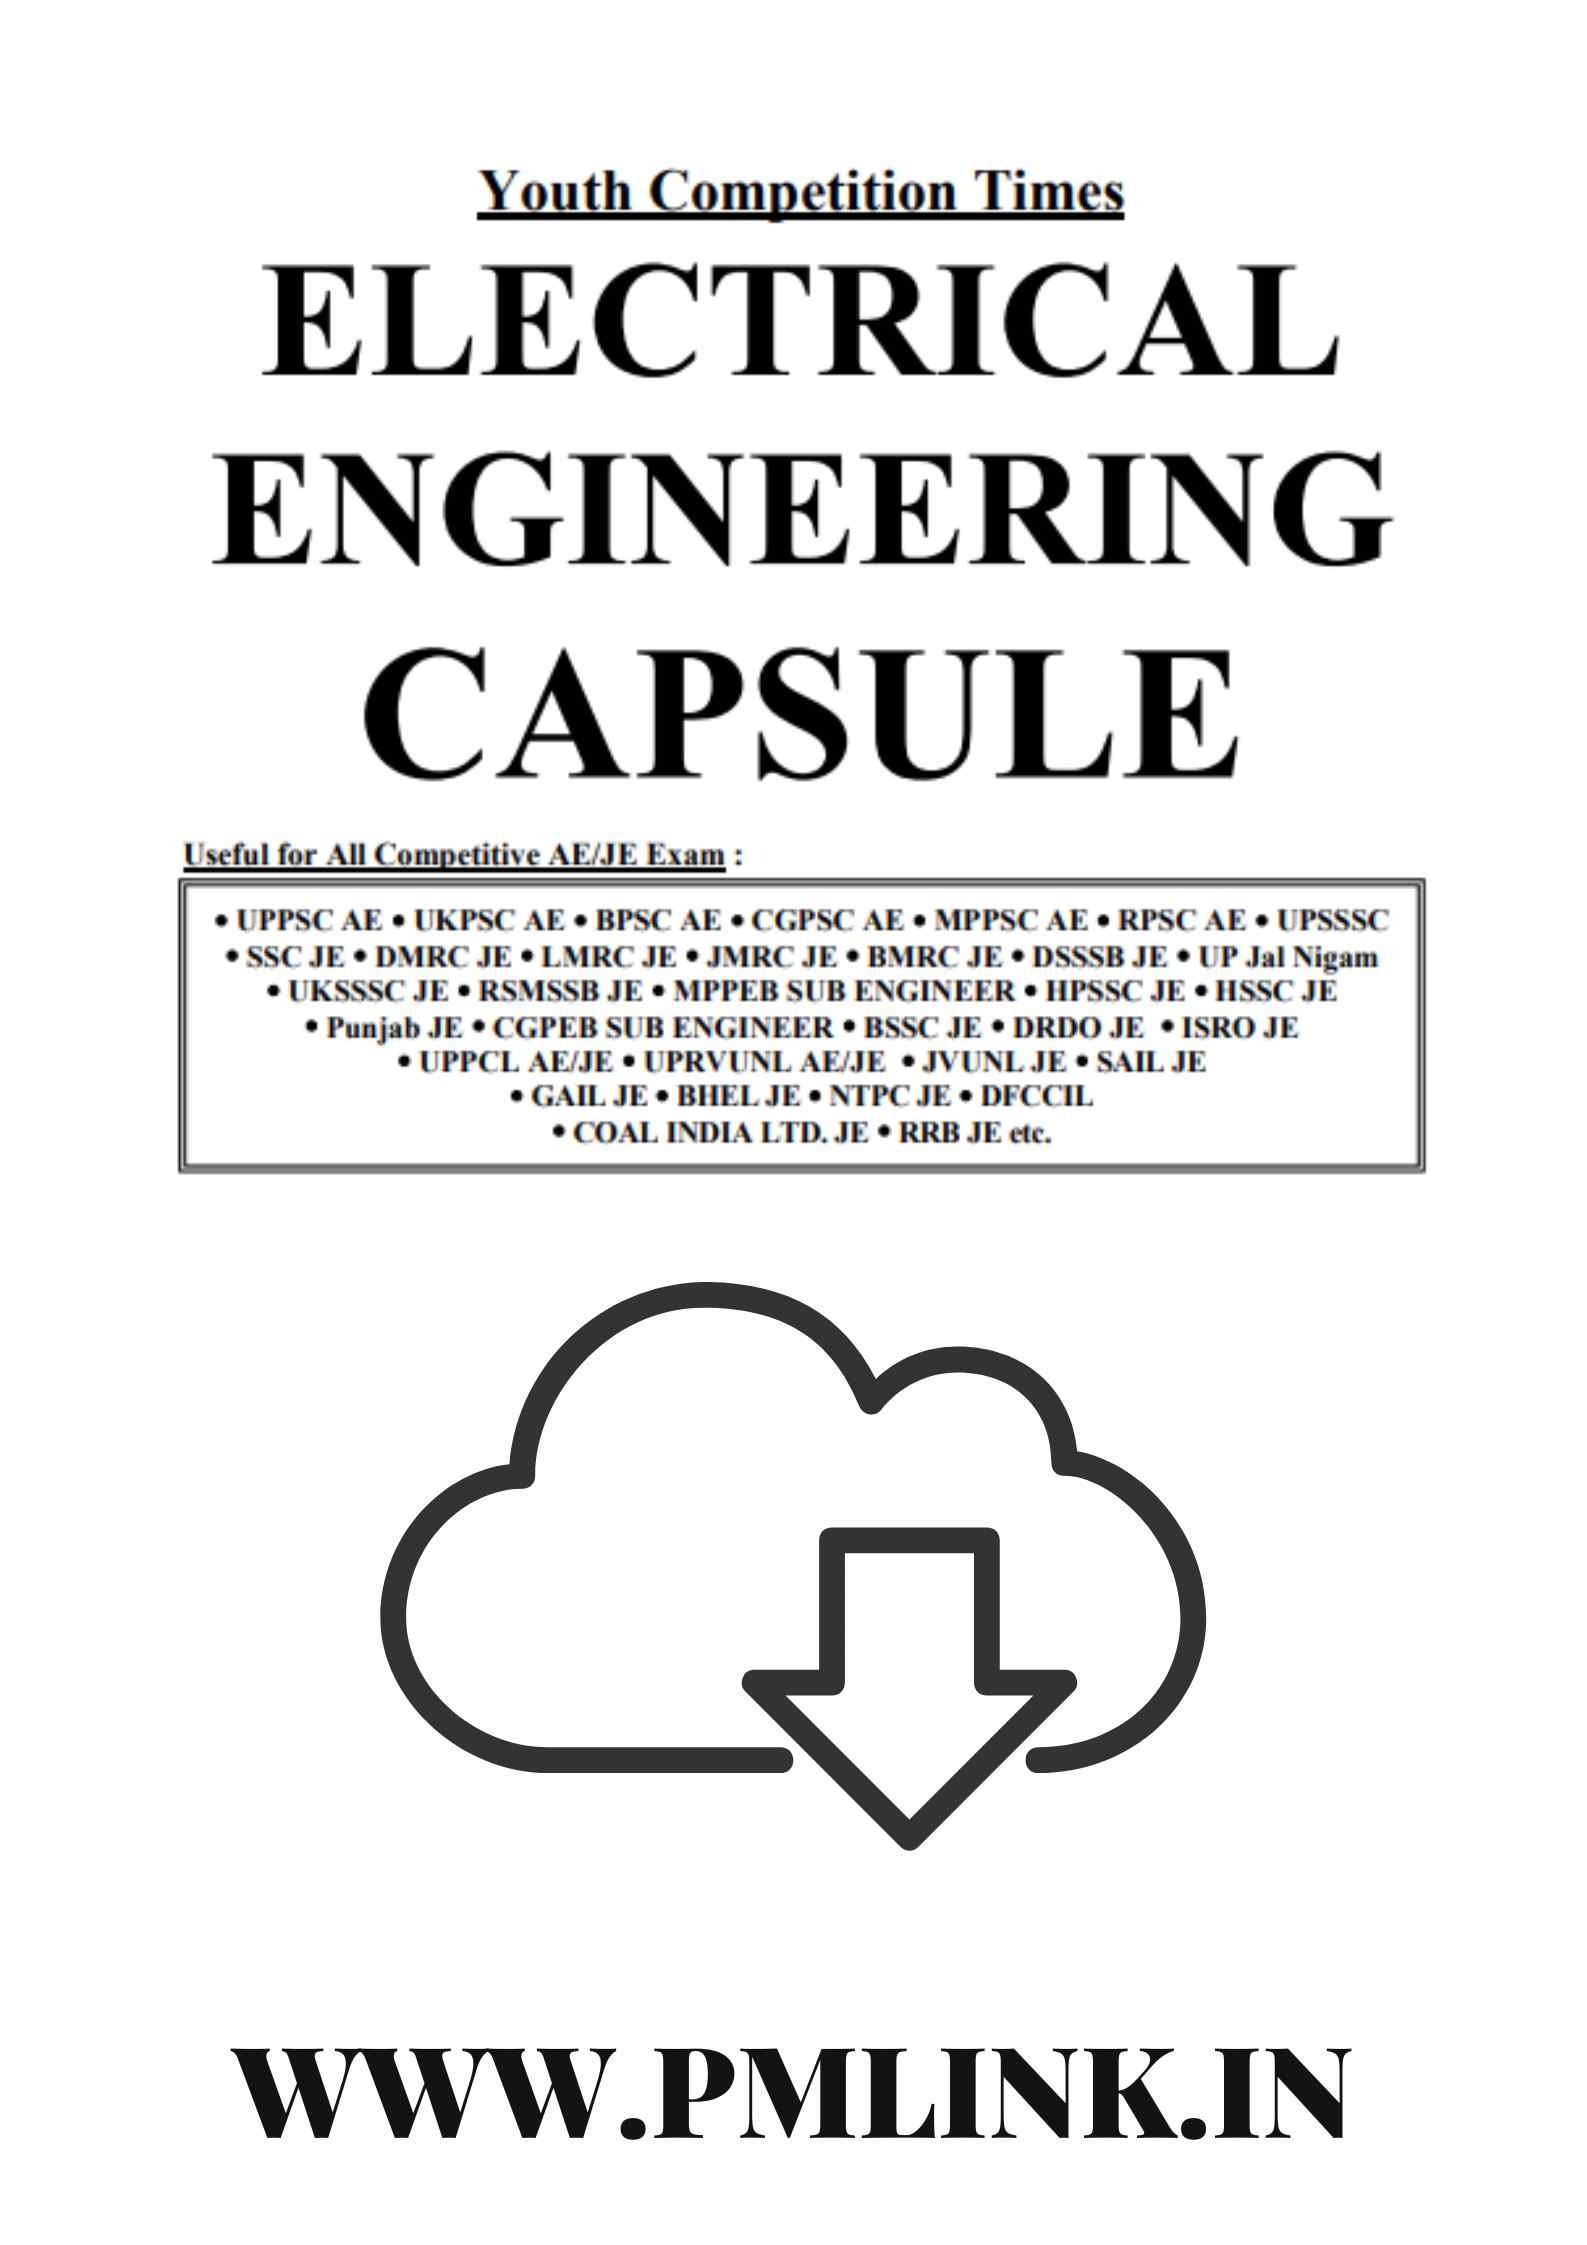 Youth Competition Times
ELECTRICAL
ENGINEERING
CAPSULE
Useful for All Competitive AE/JE Exam :
• UPPSC AE • UKPSC AE • BPSC AE • CGPSC AE • MPPSC AE • RPSC AE • UPSSSC
• SSC JE • DMRC JE • LMRC JE • JMRC JE • BMRC JE • DSSSB JE • UP Jal Nigam
• UKSSSC JE • RSMSSB JE • MPPEB SUB ENGINEER • HPSSC JE • HSSC JE
• Punjab JE • CGPEB SUB ENGINEER • BSSC JE • DRDO JE • ISRO JE
• UPPCL AE/JE • UPRVUNL AE/JE • JVUNL JE • SAIL JE
• GAIL JE • BHEL JE • NTPC JE • DFCCIL
• COAL INDIA LTD. JE • RRB JE etc.
WWW.PMLINK.IN